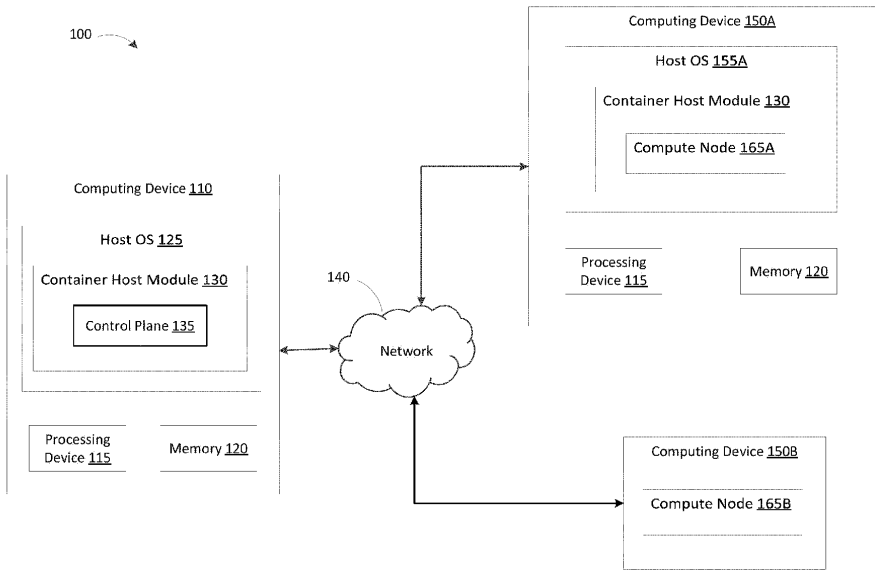 100
Computing Device 150A
Host OS 155A
Container Host Module 130
Compute Node 165A
Processing
Device 115
Memory 120
Computing Device 110
Host OS 125
Container Host Module 130
Control Plane 135
Processing
Device 115
Memory 120
140
Network
Computing Device 150B
Compute Node 165B